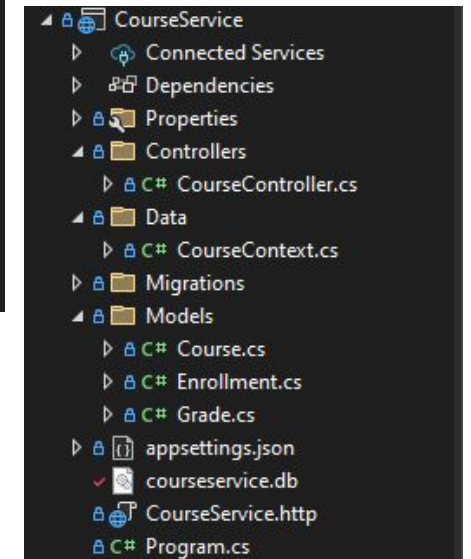 CourseService
Connected Services
Dependencies
Properties
Controllers
C# CourseController.cs
Data
C# CourseContext.cs
Migrations
Models
C# Course.cs
C# Enrollment.cs
C# Grade.cs
appsettings.json
courseservice.db
CourseService.http
C# Program.cs